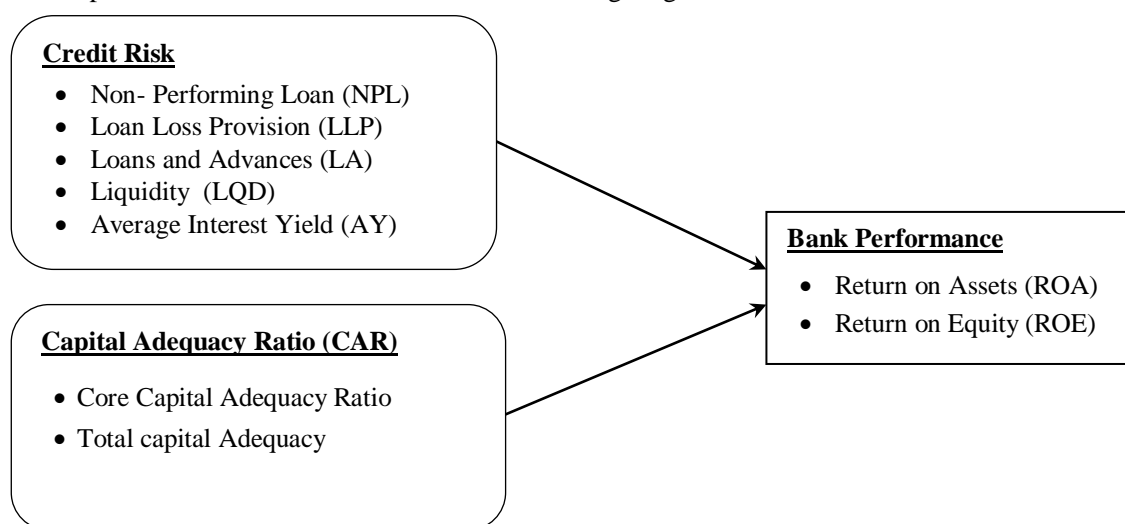 Credit Risk
• Non- Performing Loan (NPL)
• Loan Loss Provision (LLP)
• Loans and Advances (LA)
• Liquidity (LQD)
• Average Interest Yield (AY)
Bank Performance
• Return on Assets (ROA)
• Return on Equity (ROE)
Capital Adequacy Ratio (CAR)
• Core Capital Adequacy Ratio
• Total capital Adequacy